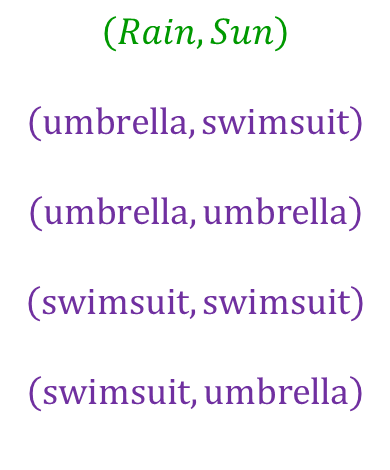 (Rain, Sun)
(umbrella, swimsuit)
(umbrella, umbrella)
(swimsuit, swimsuit)
(swimsuit, umbrella)